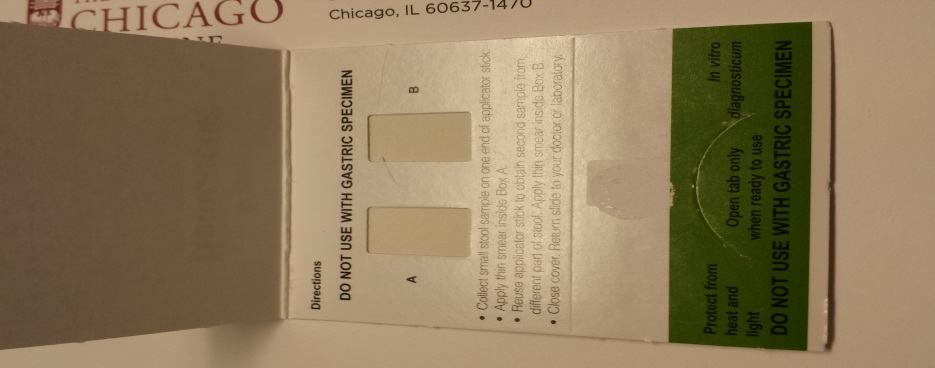 CHICAGO
Chicago, IL 60637-1470
Directions
DO NOT USE WITH GASTRIC SPECIMEN
A
B
• Collect small stool sample on one end of applicator stick.
• Apply thin smear inside Box A.
• Reuse applicator stick to obtain second sample from
different part of stool. Apply thin smear inside Box B.
• Close cover. Return slide to your doctor or laboratory.
Protect from
heat and
light
Open tab only
when ready to use
In vitro
diagnosticum
DO NOT USE WITH GASTRIC SPECIMEN